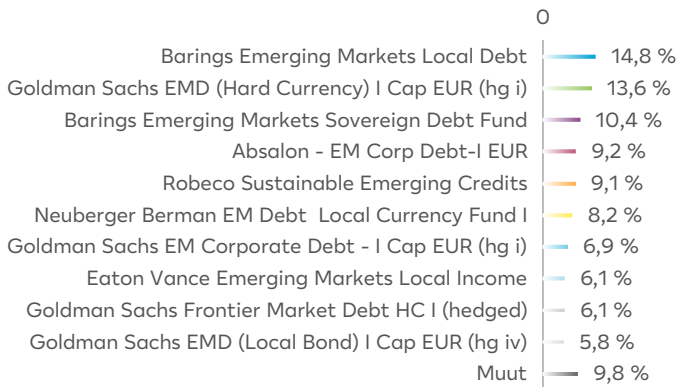 0
Barings Emerging Markets Local Debt 14,8 %
Goldman Sachs EMD (Hard Currency) I Cap EUR (hg i) 13,6 %
Barings Emerging Markets Sovereign Debt Fund 10,4 %
Absalon - EM Corp Debt-I EUR 9,2 %
Robeco Sustainable Emerging Credits 9,1 %
Neuberger Berman EM Debt  Local Currency Fund I 8,2 %
Goldman Sachs EM Corporate Debt - I Cap EUR (hg i) 6,9 %
Eaton Vance Emerging Markets Local Income 6,1 %
Goldman Sachs Frontier Market Debt HC I (hedged) 6,1 %
Goldman Sachs EMD (Local Bond) I Cap EUR (hg iv) 5,8 %
Muut 9,8 %